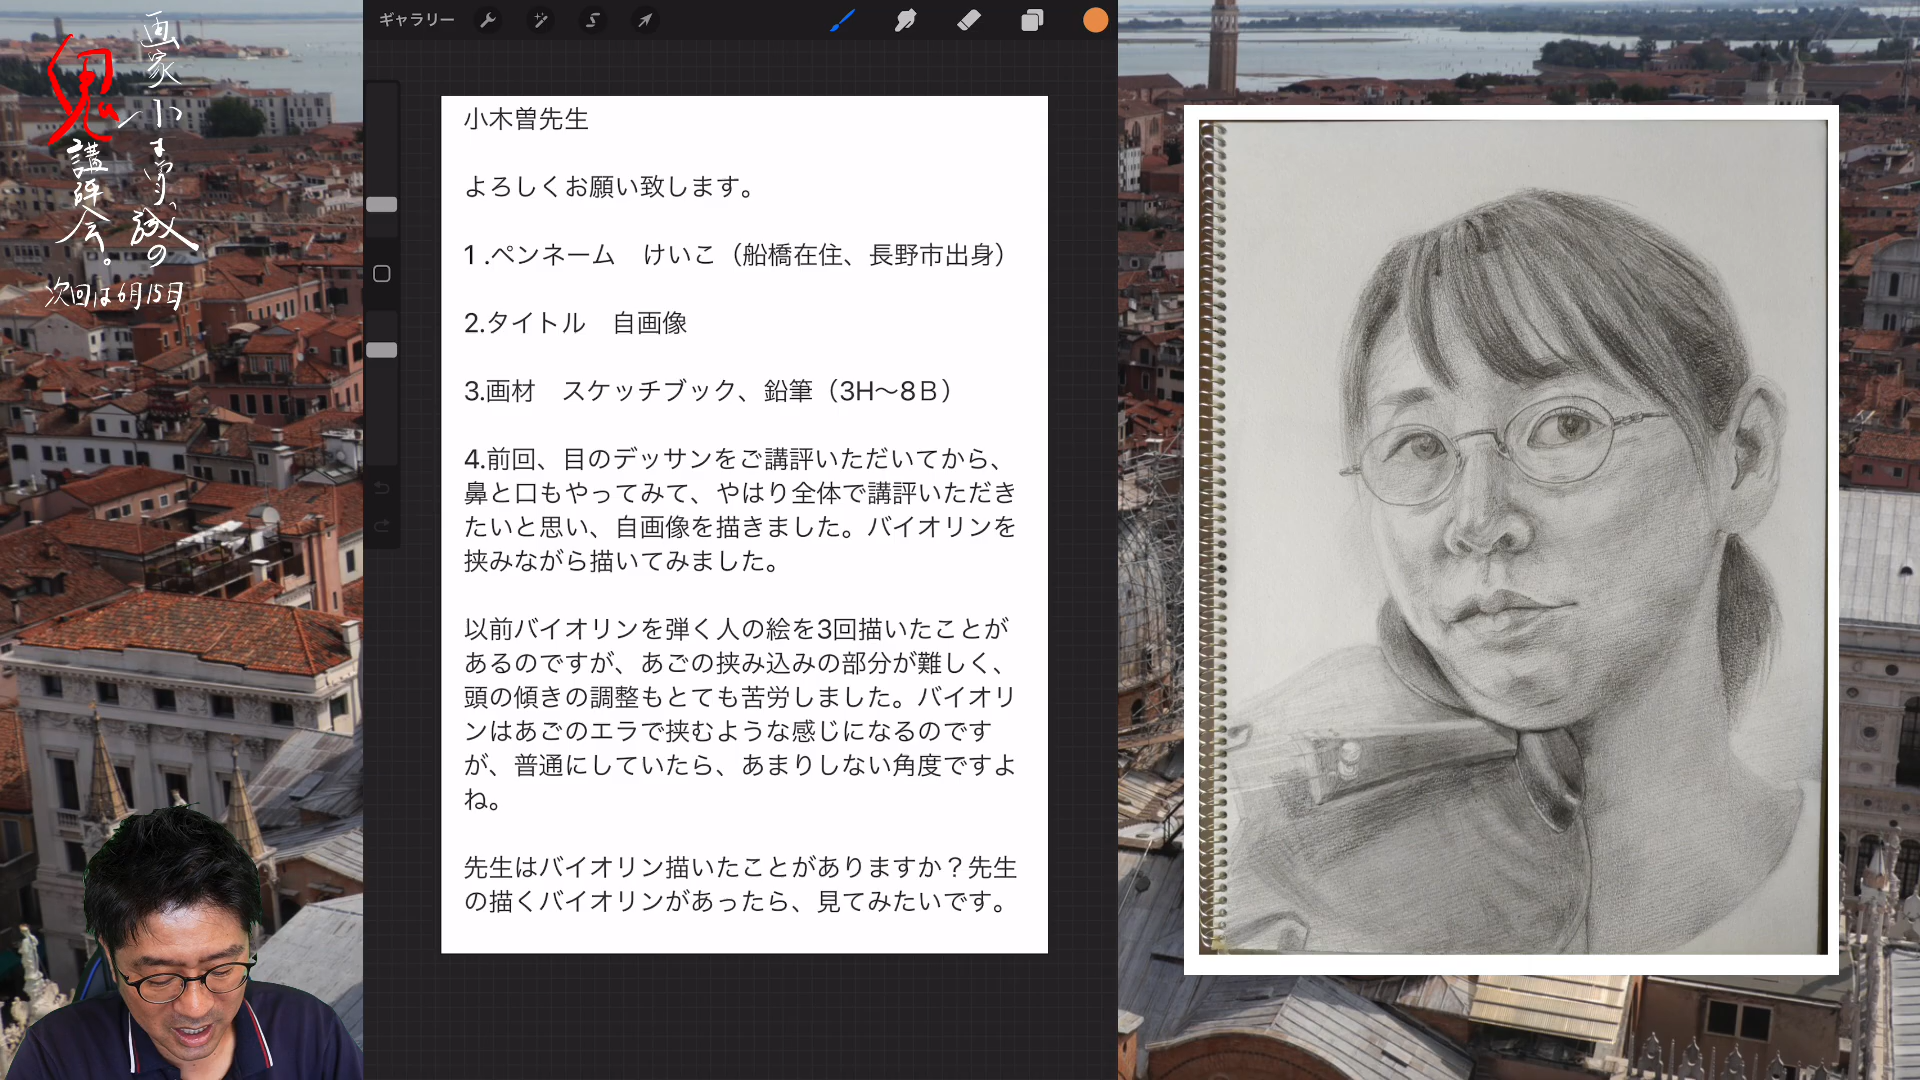 画家小木曽誠の
鬼講評会。
次回は6月15日
ギャラリー
小木曽先生
よろしくお願い致します。
1 .ペンネーム　けいこ（船橋在住、長野市出身）
2.タイトル　自画像
3.画材　スケッチブック、鉛筆（3H〜8Ｂ）
4.前回、目のデッサンをご講評いただいてから、
鼻と口もやってみて、やはり全体で講評いただき
たいと思い、自画像を描きました。バイオリンを
挟みながら描いてみました。
以前バイオリンを弾く人の絵を3回描いたことが
あるのですが、あごの挟み込みの部分が難しく、
頭の傾きの調整もとても苦労しました。バイオリ
ンはあごのエラで挟むような感じになるのです
が、普通にしていたら、あまりしない角度ですよ
ね。
先生はバイオリン描いたことがありますか？先生
の描くバイオリンがあったら、見てみたいです。